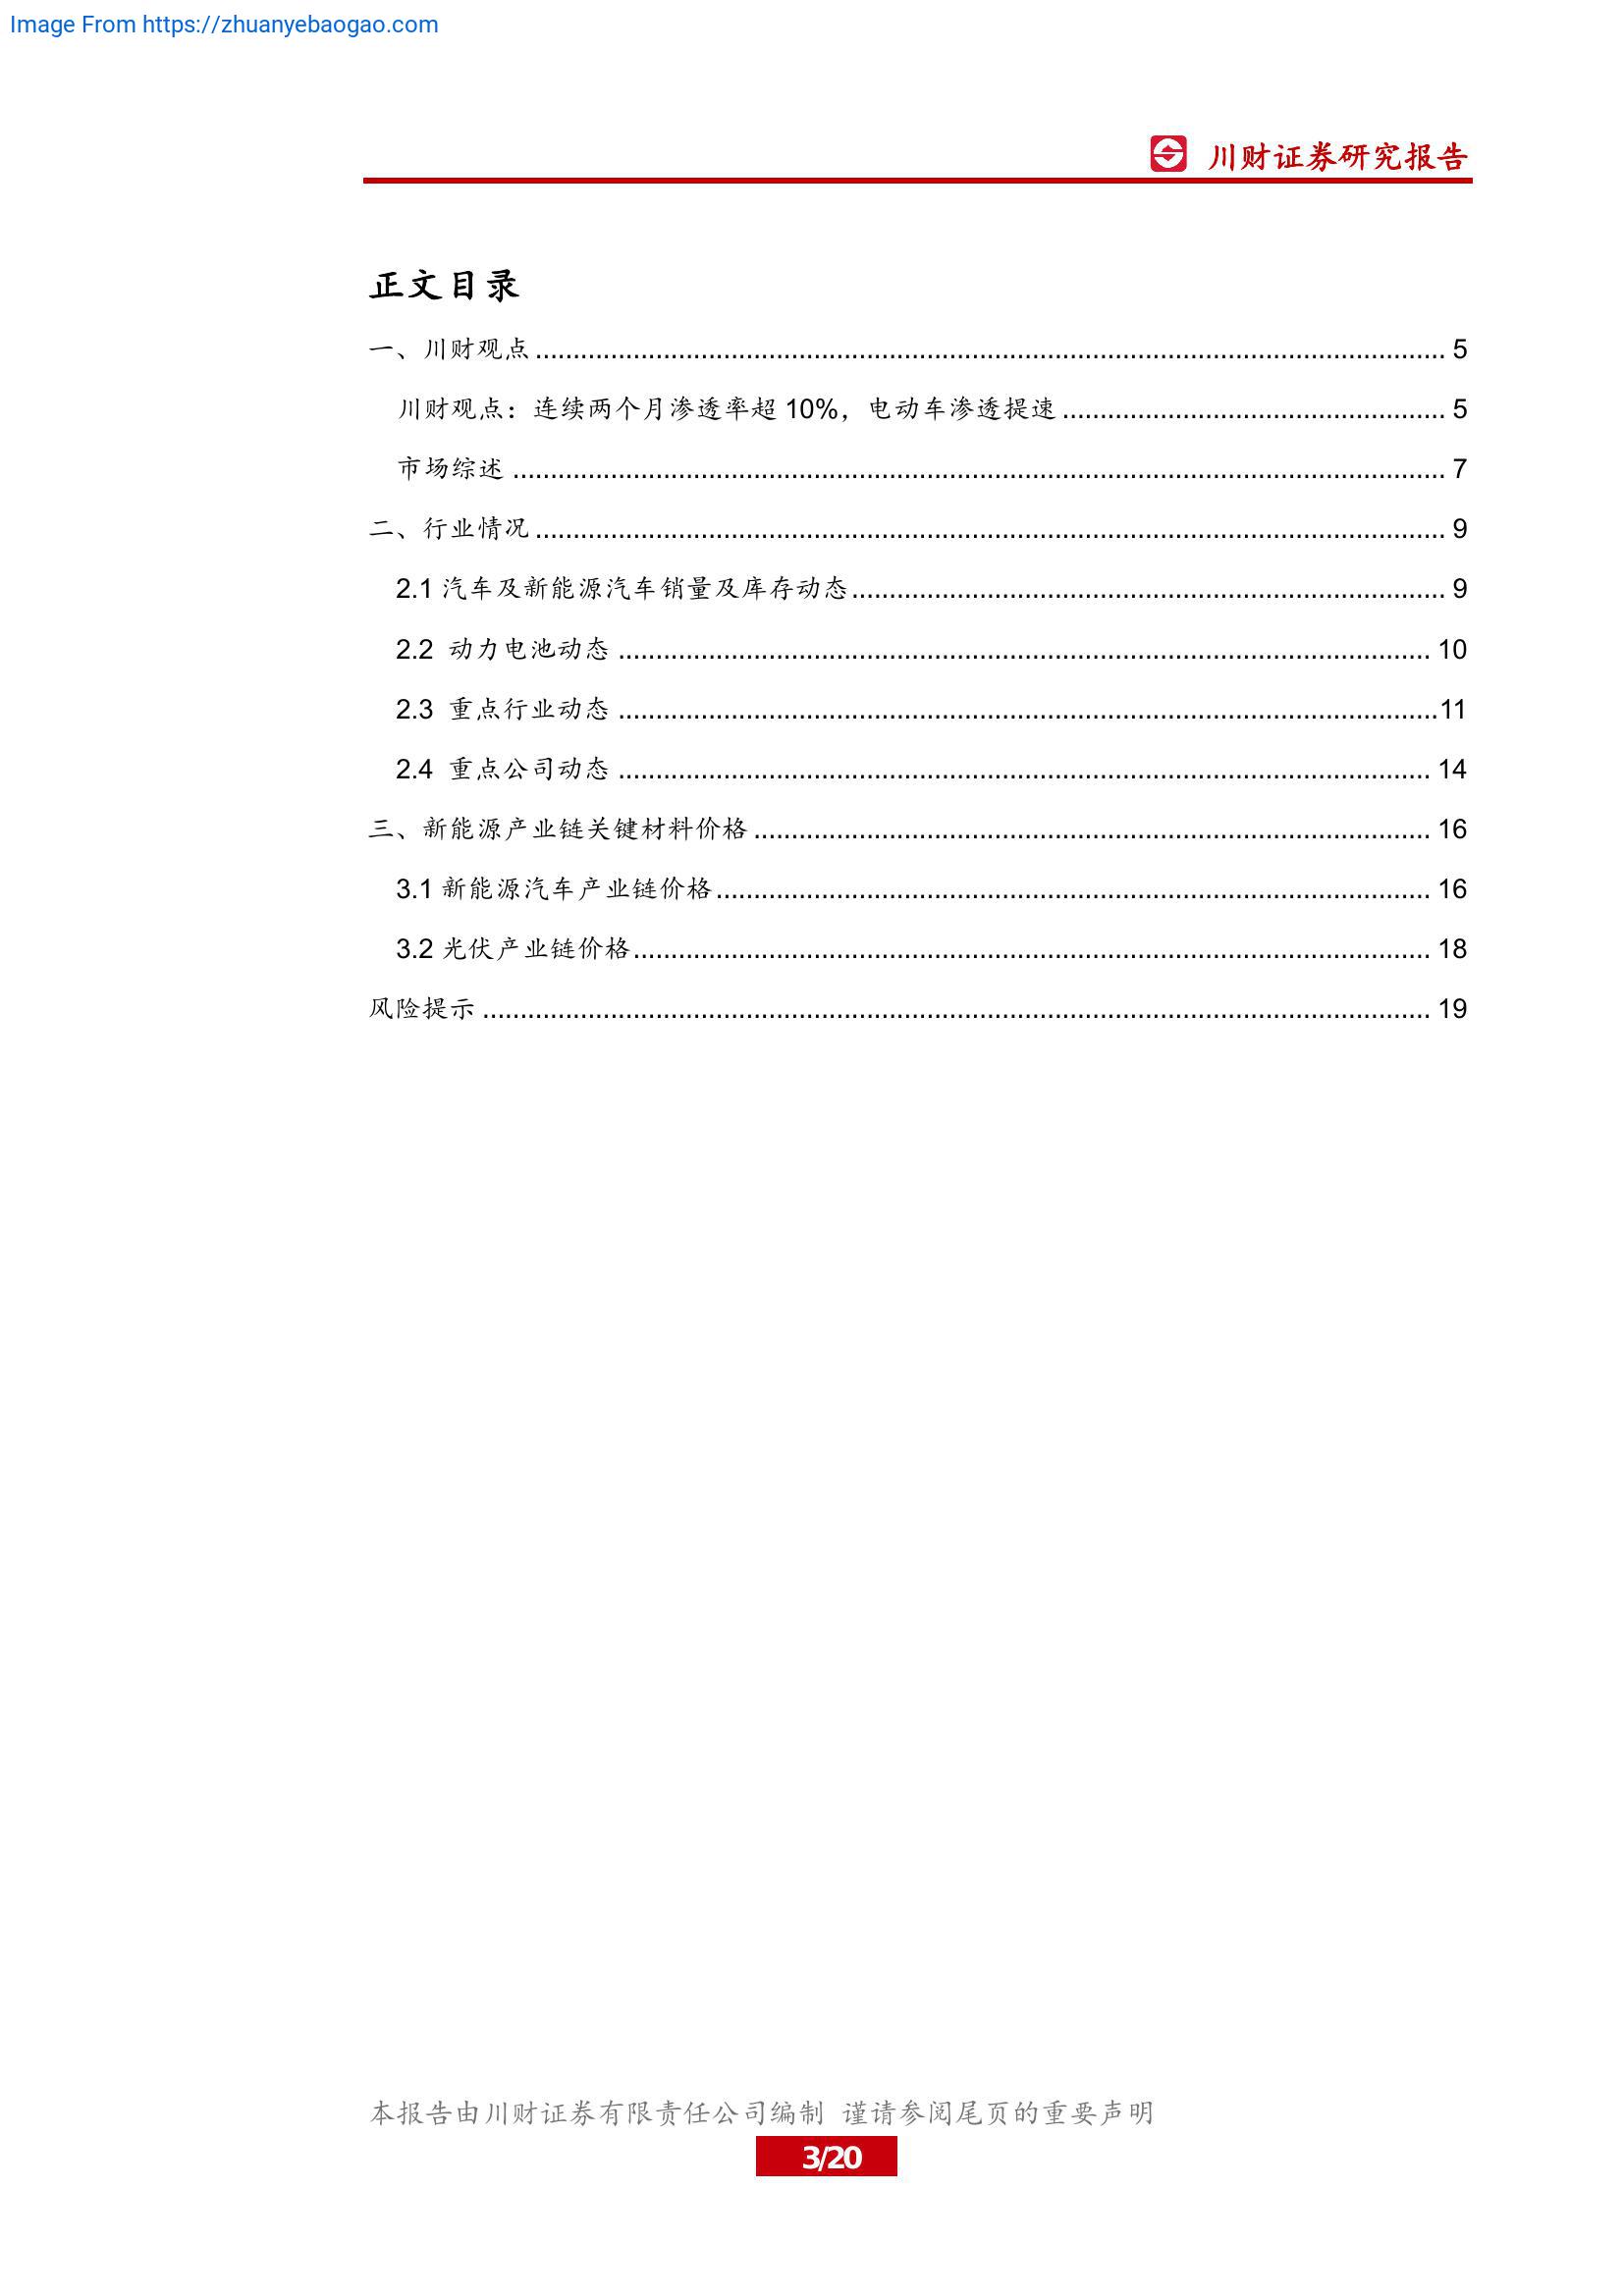 Image From https://zhuanyebaogao.com
川财证券研究报告
正文目录
一、川财观点 ........................................................................ 5
川财观点：连续两个月渗透率超 10%，电动车渗透提速 ........................................................................ 5
市场综述 ........................................................................ 7
二、行业情况 ........................................................................ 9
2.1 汽车及新能源汽车销量及库存动态 ........................................................................ 9
2.2 动力电池动态 ........................................................................ 10
2.3 重点行业动态 ........................................................................ 11
2.4 重点公司动态 ........................................................................ 14
三、新能源产业链关键材料价格 ........................................................................ 16
3.1 新能源汽车产业链价格 ........................................................................ 16
3.2 光伏产业链价格 ........................................................................ 18
风险提示 ........................................................................ 19
本报告由川财证券有限责任公司编制 谨请参阅尾页的重要声明
3/20